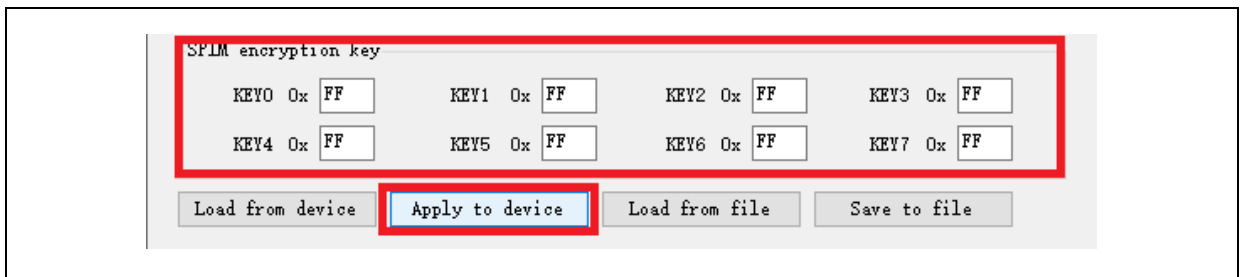 SPIM encryption key
KEY0 0x FF KEY1 0x FF KEY2 0x FF KEY3 0x FF
KEY4 0x FF KEY5 0x FF KEY6 0x FF KEY7 0x FF
Load from device Apply to device Load from file Save to file